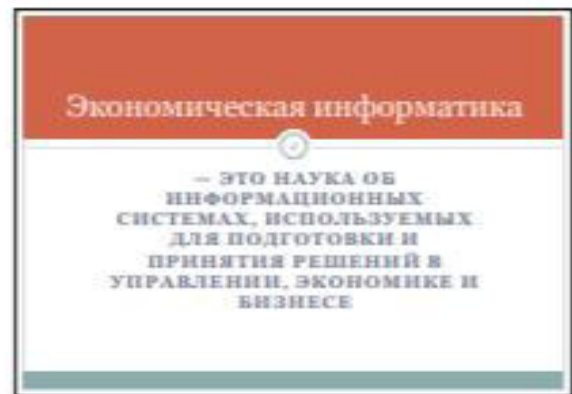 Экономическая информатика
– ЭТО НАУКА ОБ
ИНФОРМАЦИОННЫХ
СИСТЕМАХ, ИСПОЛЬЗУЕМЫХ
ДЛЯ ПОДГОТОВКИ И
ПРИНЯТИЯ РЕШЕНИЙ В
УПРАВЛЕНИИ, ЭКОНОМИКЕ И
БИЗНЕСЕ